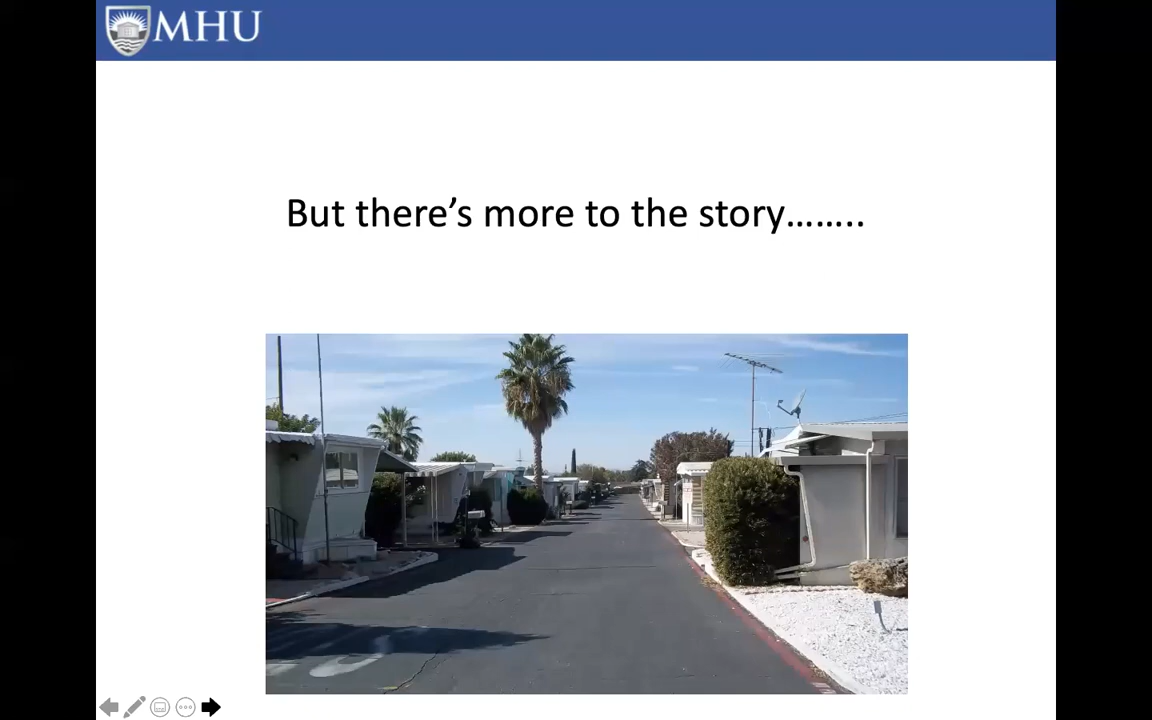 MHU
But there's more to the story........